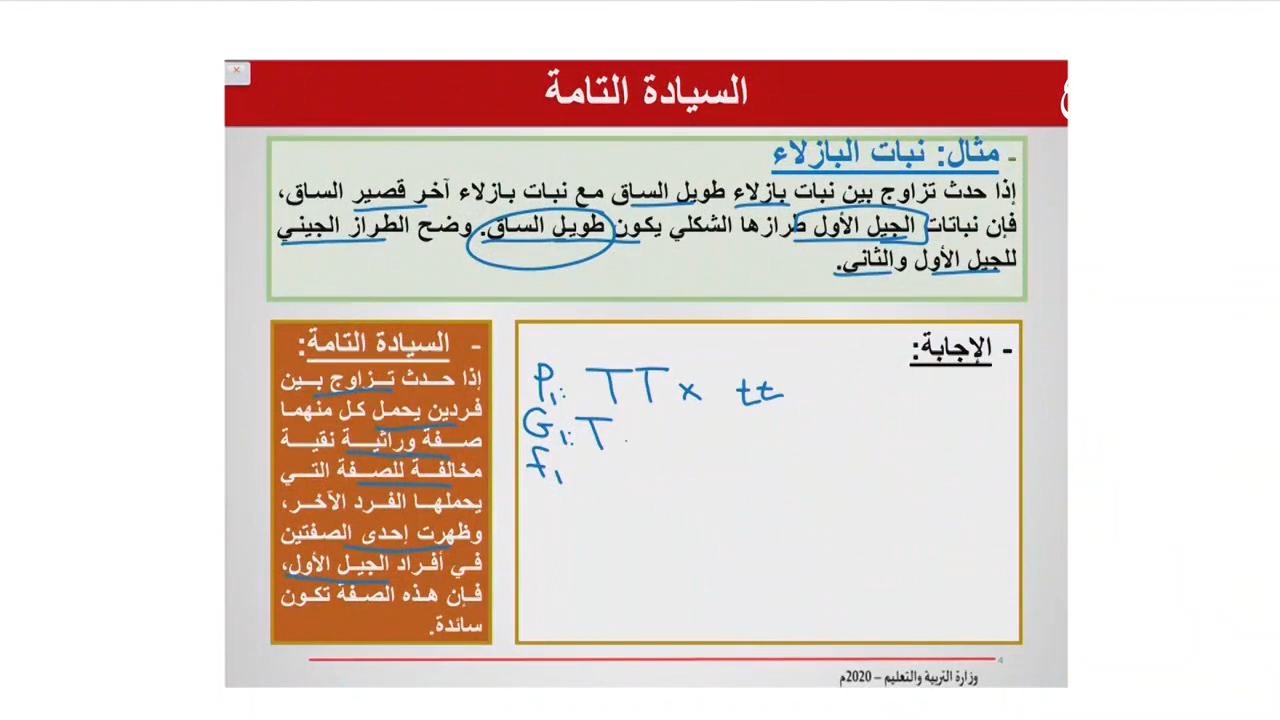 السيادة التامة
- مثال: نبات البازلاء
إذا حدث تزاوج بين نبات بازلاء طويل الساق مع نبات بازلاء آخر قصير الساق،
فإن نباتات الجيل الأول طرازها الشكلي يكون طويل الساق. وضح الطراز الجيني
للجيل الأول والثاني.
- الإجابة:
P1: TT x tt
G1: T
F1
- السيادة التامة:
إذا حدث تزاوج بين
فردين يحمل كل منهما
صفة وراثية نقية
مخالفة للصفة التي
يحملها الفرد الآخر،
وظهرت إحدى الصفتين
في أفراد الجيل الأول،
فإن هذه الصفة تكون
سائدة.
4
وزارة التربية والتعليم – 2020م